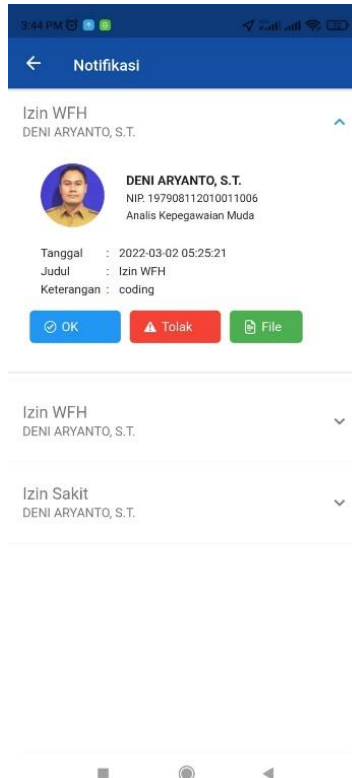 3:44 PM
Notifikasi
Izin WFH
DENI ARYANTO, S.T.
DENI ARYANTO, S.T.
NIP. 197908112010011006
Analis Kepegawaian Muda
Tanggal : 2022-03-02 05:25:21
Judul : Izin WFH
Keterangan : coding
OK
Tolak
File
Izin WFH
DENI ARYANTO, S.T.
Izin Sakit
DENI ARYANTO, S.T.